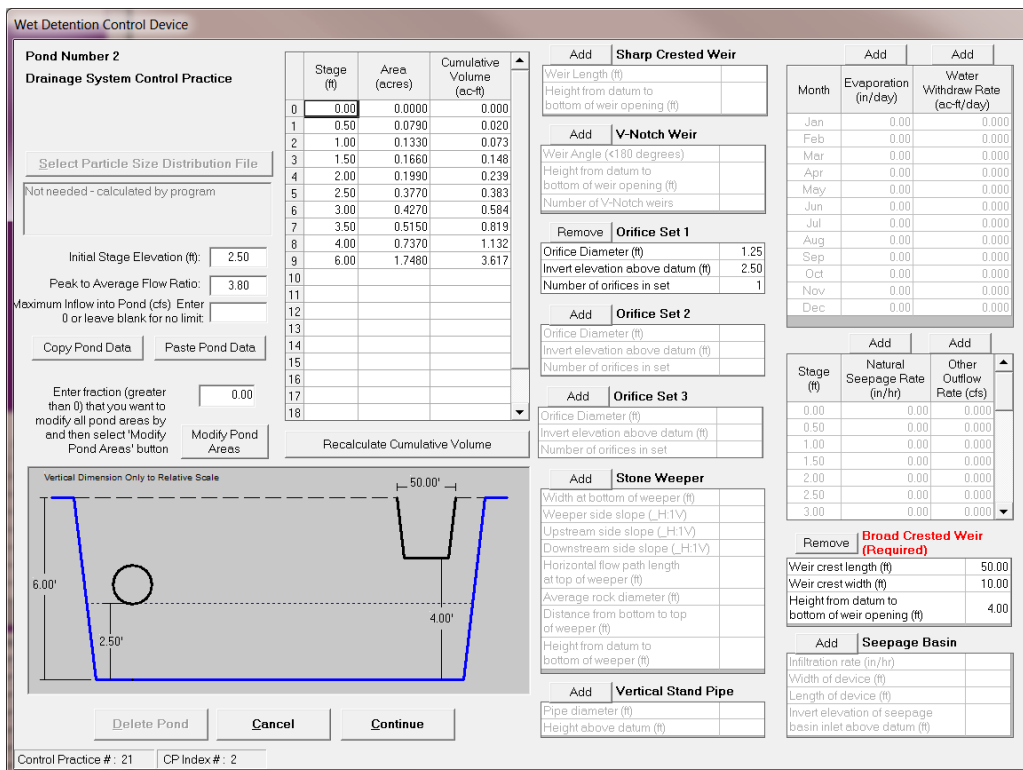 Wet Detention Control Device
Pond Number 2
Drainage System Control Practice
Select Particle Size Distribution File
Not needed - calculated by program
Initial Stage Elevation (ft): 2.50
Peak to Average Flow Ratio: 3.80
Maximum Inflow into Pond (cfs) Enter
0 or leave blank for no limit:
Copy Pond Data Paste Pond Data
Enter fraction (greater
than 0) that you want to
modify all pond areas by
and then select 'Modify
Pond Areas' button
0.00
Modify Pond
Areas
Stage
(ft)
Area
(acres)
Cumulative
Volume
(ac-ft)
0 0.00 0.0000 0.000
1 0.50 0.0790 0.020
2 1.00 0.1330 0.073
3 1.50 0.1660 0.148
4 2.00 0.1990 0.239
5 2.50 0.3770 0.383
6 3.00 0.4270 0.584
7 3.50 0.5150 0.819
8 4.00 0.7370 1.132
9 6.00 1.7480 3.617
10
11
12
13
14
15
16
17
18
Recalculate Cumulative Volume
Vertical Dimension Only to Relative Scale
50.00'
6.00'
4.00'
2.50'
Delete Pond Cancel Continue
Control Practice # : 21 CP Index # : 2
Add Sharp Crested Weir
Weir Length (ft)
Height from datum to
bottom of weir opening (ft)
Add V-Notch Weir
Weir Angle (<180 degrees)
Height from datum to
bottom of weir opening (ft)
Number of V-Notch weirs
Remove Orifice Set 1
Orifice Diameter (ft) 1.25
Invert elevation above datum (ft) 2.50
Number of orifices in set 1
Add Orifice Set 2
Orifice Diameter (ft)
Invert elevation above datum (ft)
Number of orifices in set
Add Orifice Set 3
Orifice Diameter (ft)
Invert elevation above datum (ft)
Number of orifices in set
Add Stone Weeper
Width at bottom of weeper (ft)
Weeper side slope (_H:1V)
Upstream side slope (_H:1V)
Downstream side slope (_H:1V)
Horizontal flow path length
at top of weeper (ft)
Average rock diameter (ft)
Distance from bottom to top
of weeper (ft)
Height from datum to
bottom of weeper (ft)
Add Vertical Stand Pipe
Pipe diameter (ft)
Height above datum (ft)
Add Add
Month
Evaporation
(in/day)
Water
Withdraw Rate
(ac-ft/day)
Jan 0.00 0.000
Feb 0.00 0.000
Mar 0.00 0.000
Apr 0.00 0.000
May 0.00 0.000
Jun 0.00 0.000
Jul 0.00 0.000
Aug 0.00 0.000
Sep 0.00 0.000
Oct 0.00 0.000
Nov 0.00 0.000
Dec 0.00 0.000
Add Add
Stage
(ft)
Natural
Seepage Rate
(in/hr)
Other
Outflow
Rate (cfs)
0.00 0.00 0.000
0.50 0.00 0.000
1.00 0.00 0.000
1.50 0.00 0.000
2.00 0.00 0.000
2.50 0.00 0.000
3.00 0.00 0.000
Remove Broad Crested Weir
(Required)
Weir crest length (ft) 50.00
Weir crest width (ft) 10.00
Height from datum to
bottom of weir opening (ft) 4.00
Add Seepage Basin
Infiltration rate (in/hr)
Width of device (ft)
Length of device (ft)
Invert elevation of seepage
basin inlet above datum (ft)